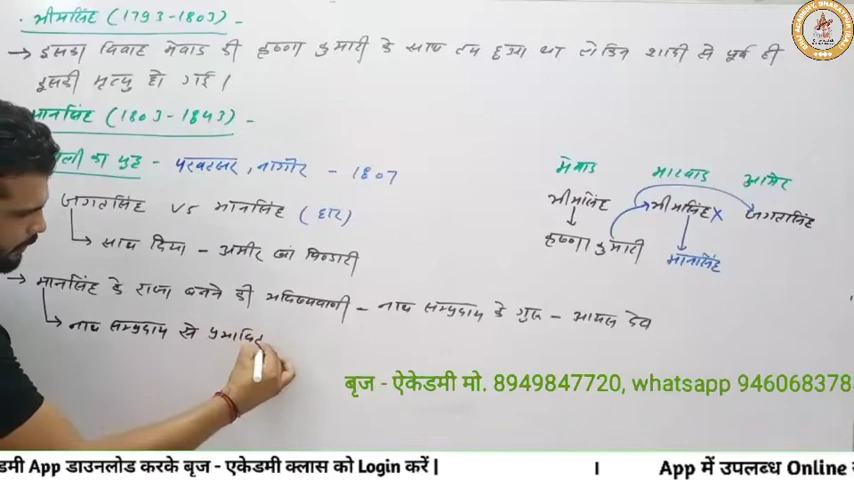 भीमसिंह (1793-1803) -
→ इसका विवाह मेवाड की कृष्णा कुमारी के साथ तय हुआ था लेकिन शादी से पूर्व ही
इसकी मृत्यु हो गई।
मानसिंह (1803-1843) -
का युद्ध - परबतसर, नागौर - 1807
जगतसिंह VS मानसिंह (हार)
साथ दिया - अमीर खां पिण्डारी
→ मानसिंह के राजा बनने की भविष्यवाणी - नाथ सम्प्रदाय के गुरु - आयस देव
नाथ सम्प्रदाय से प्रभावित
मेवाड मारवाड आमेर
भीमसिंह भीमसिंह X जगतसिंह
कृष्णा कुमारी मानसिंह
बृज - ऐकेडमी मो. 8949847720, whatsapp 946068378
डमी App डाउनलोड करके बृज - एकेडमी क्लास को Login करें | । App में उपलब्ध Online